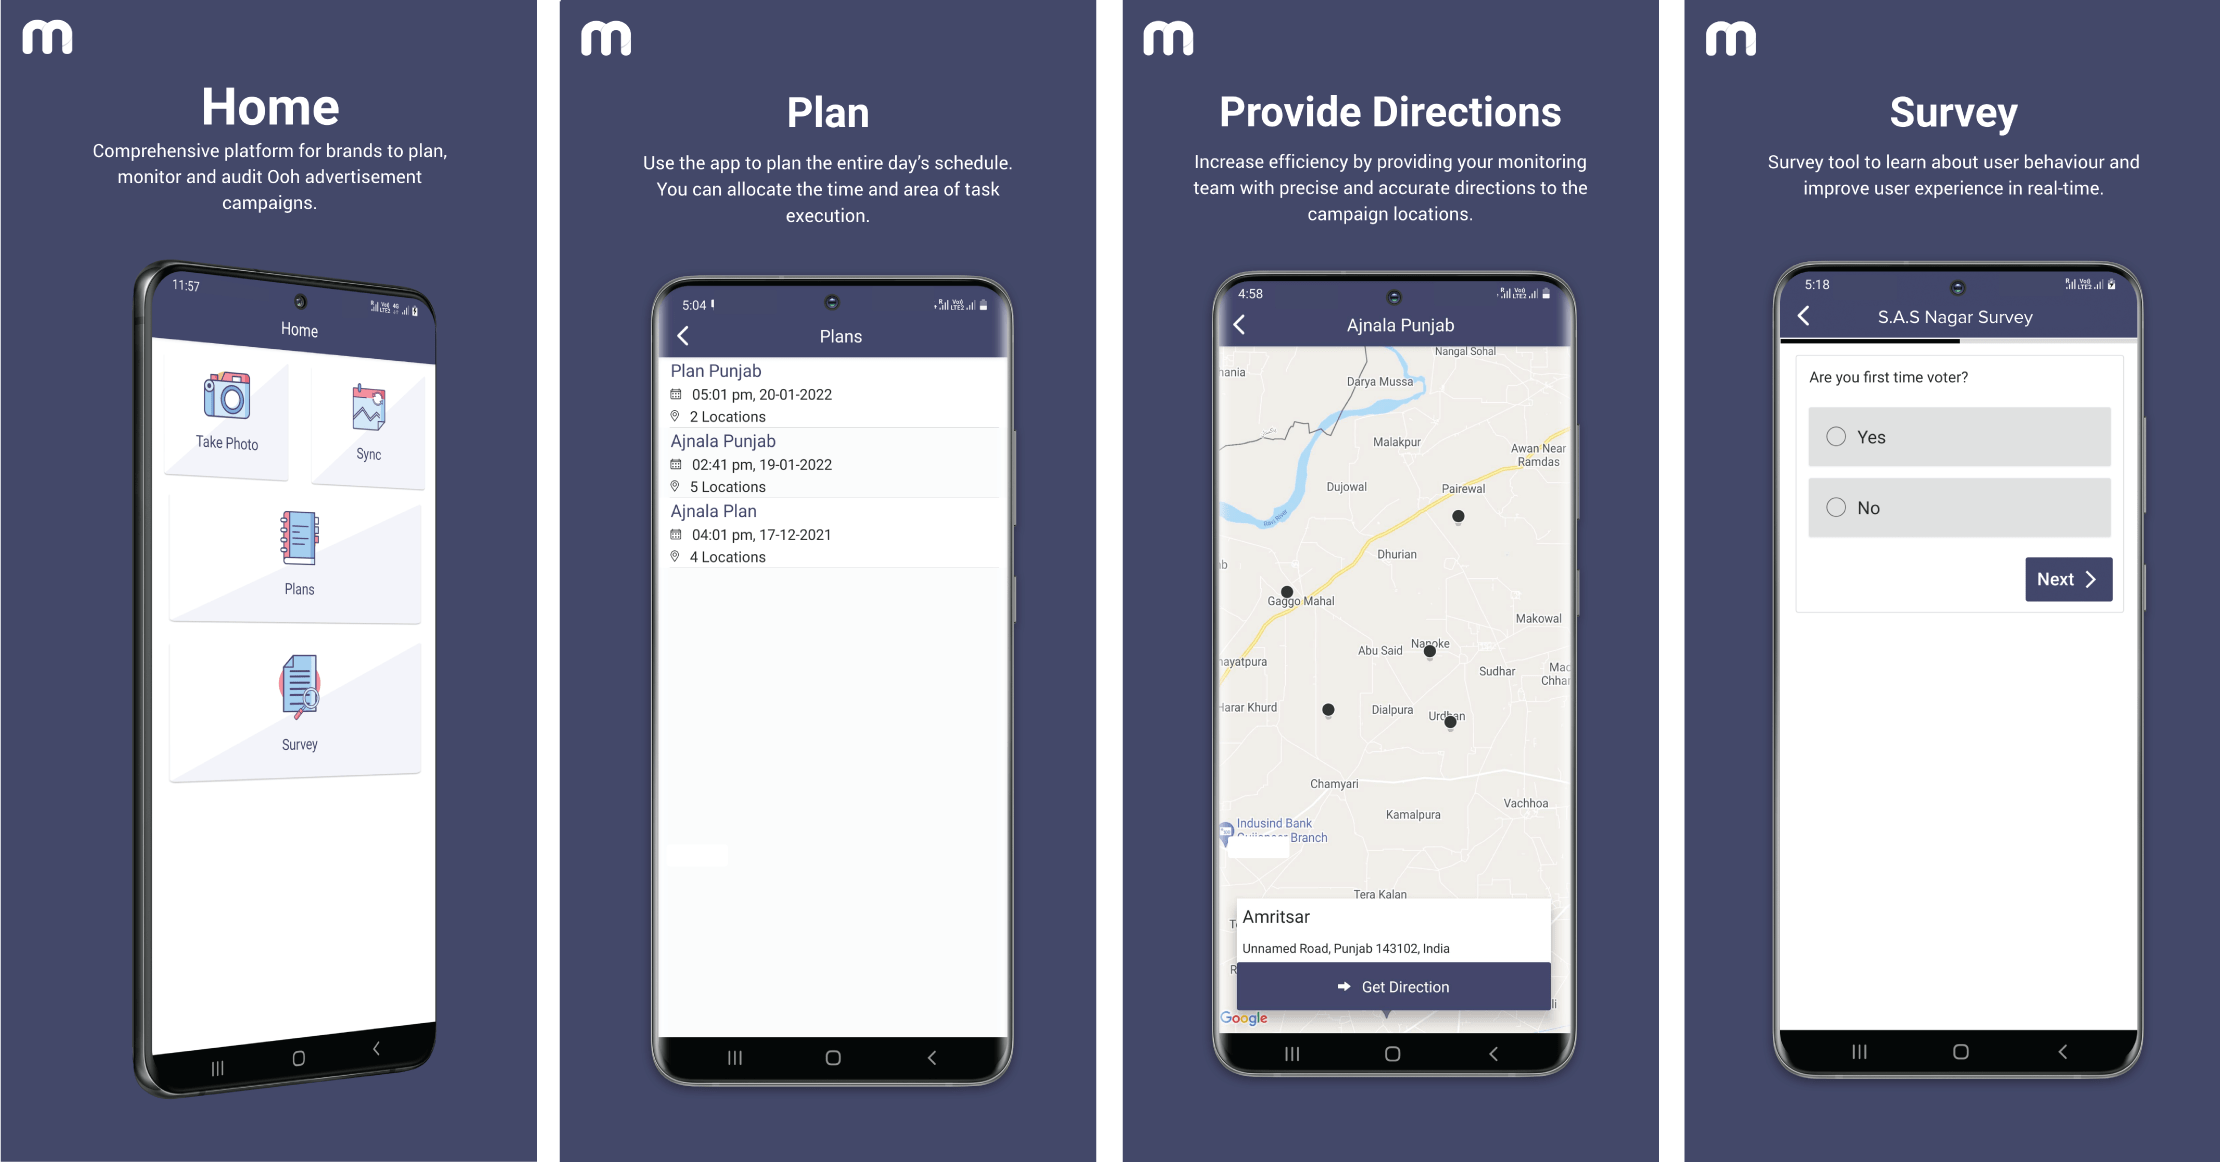 m
Home
Comprehensive platform for brands to plan,
monitor and audit Ooh advertisement
campaigns.
11:57
Home
Take Photo
Sync
Plans
Survey
m
Plan
Use the app to plan the entire day's schedule.
You can allocate the time and area of task
execution.
5:04
Plans
Plan Punjab
05:01 pm, 20-01-2022
2 Locations
Ajnala Punjab
02:41 pm, 19-01-2022
5 Locations
Ajnala Plan
04:01 pm, 17-12-2021
4 Locations
m
Provide Directions
Increase efficiency by providing your monitoring
team with precise and accurate directions to the
campaign locations.
4:58
Ajnala Punjab
Nangal Sohal
Darya Mussa
Malakpur
Awan Near
Ramdas
Dujowal
Pairewal
Ravi River
Dhurian
Gaggo Mahal
Makowal
Abu Said
Sudhar
Harar Khurd
Dialpura
Chamyari
Vachhoa
Kamalpura
Indusind Bank
Branch
Tera Kalan
Amritsar
Unnamed Road, Punjab 143102, India
Get Direction
Google
m
Survey
Survey tool to learn about user behaviour and
improve user experience in real-time.
5:18
S.A.S Nagar Survey
Are you first time voter?
Yes
No
Next